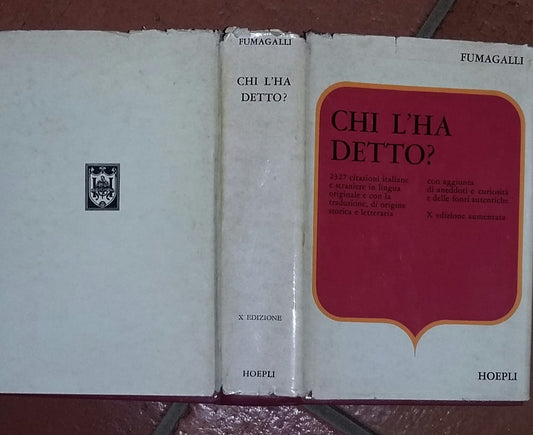 FUMAGALLI
CHI L'HA
DETTO?
X EDIZIONE
HOEPLI
FUMAGALLI
CHI L'HA
DETTO?
2327 citazioni italiane
e straniere in lingua
originale e con la
traduzione, di origine
storica e letteraria
con aggiunta
di aneddoti e curiosità
e delle fonti autentiche
X edizione aumentata
HOEPLI